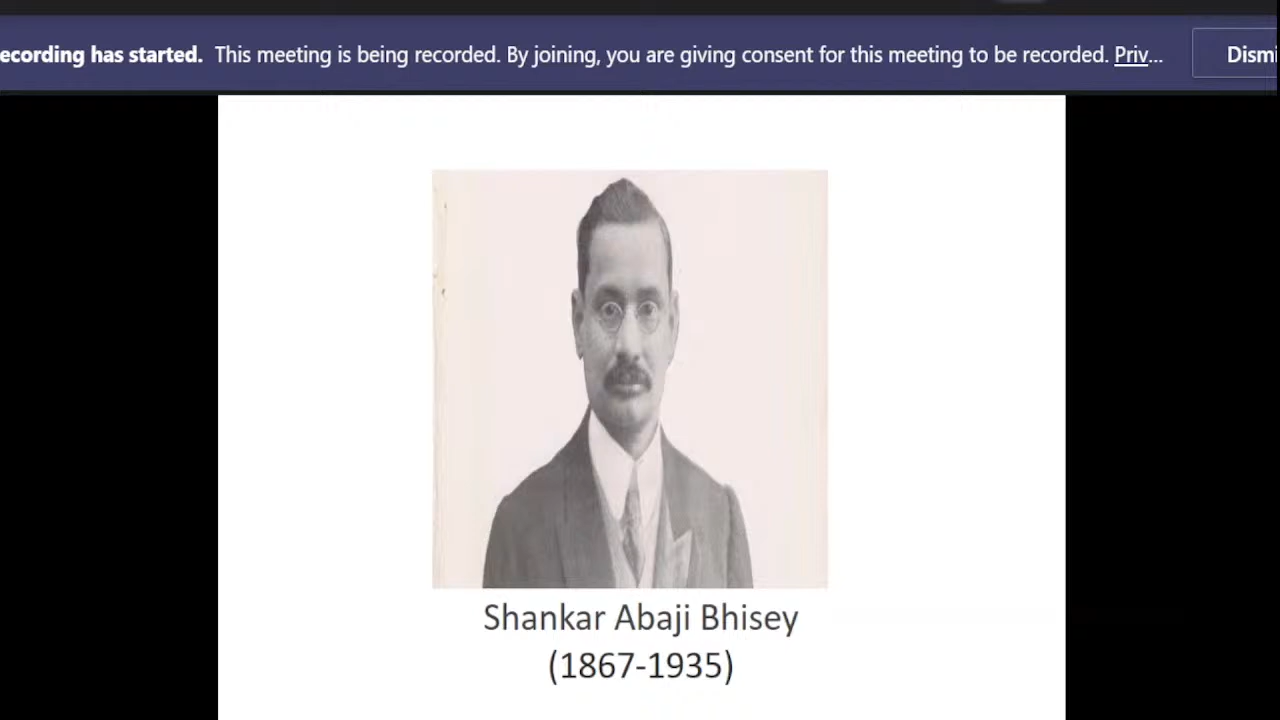 ecording has started. This meeting is being recorded. By joining, you are giving consent for this meeting to be recorded. Priv...
Dismi
Shankar Abaji Bhisey
(1867-1935)